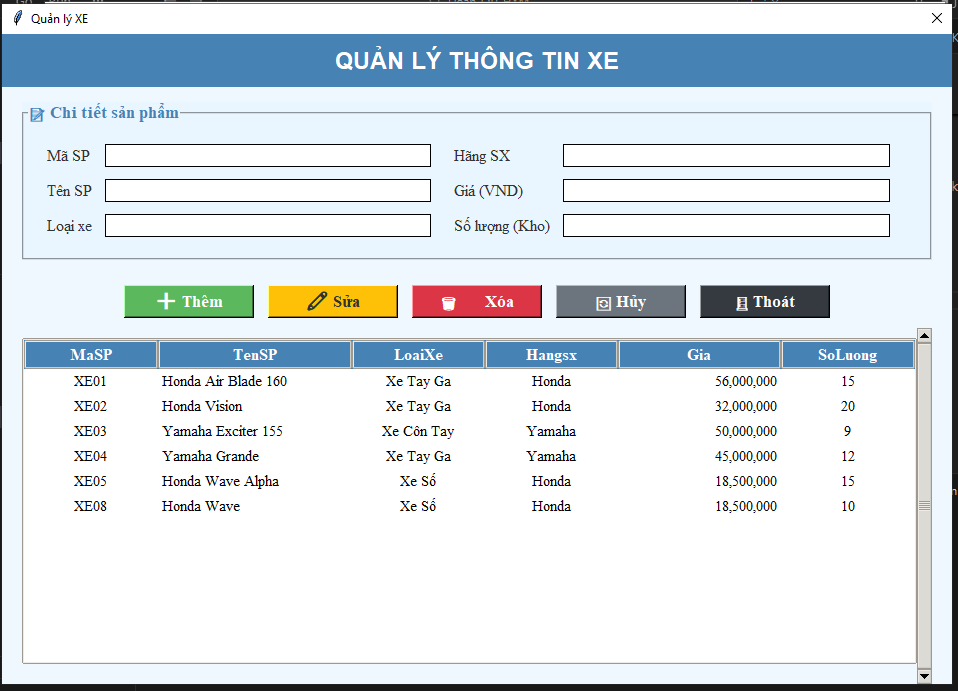 Quản lý XE
QUẢN LÝ THÔNG TIN XE
Chi tiết sản phẩm
Mã SP Hãng SX
Tên SP Giá (VND)
Loại xe Số lượng (Kho)
Thêm Sửa Xóa Hủy Thoát
MaSP TenSP LoaiXe Hangsx Gia SoLuong
XE01 Honda Air Blade 160 Xe Tay Ga Honda 56,000,000 15
XE02 Honda Vision Xe Tay Ga Honda 32,000,000 20
XE03 Yamaha Exciter 155 Xe Côn Tay Yamaha 50,000,000 9
XE04 Yamaha Grande Xe Tay Ga Yamaha 45,000,000 12
XE05 Honda Wave Alpha Xe Số Honda 18,500,000 15
XE08 Honda Wave Xe Số Honda 18,500,000 10